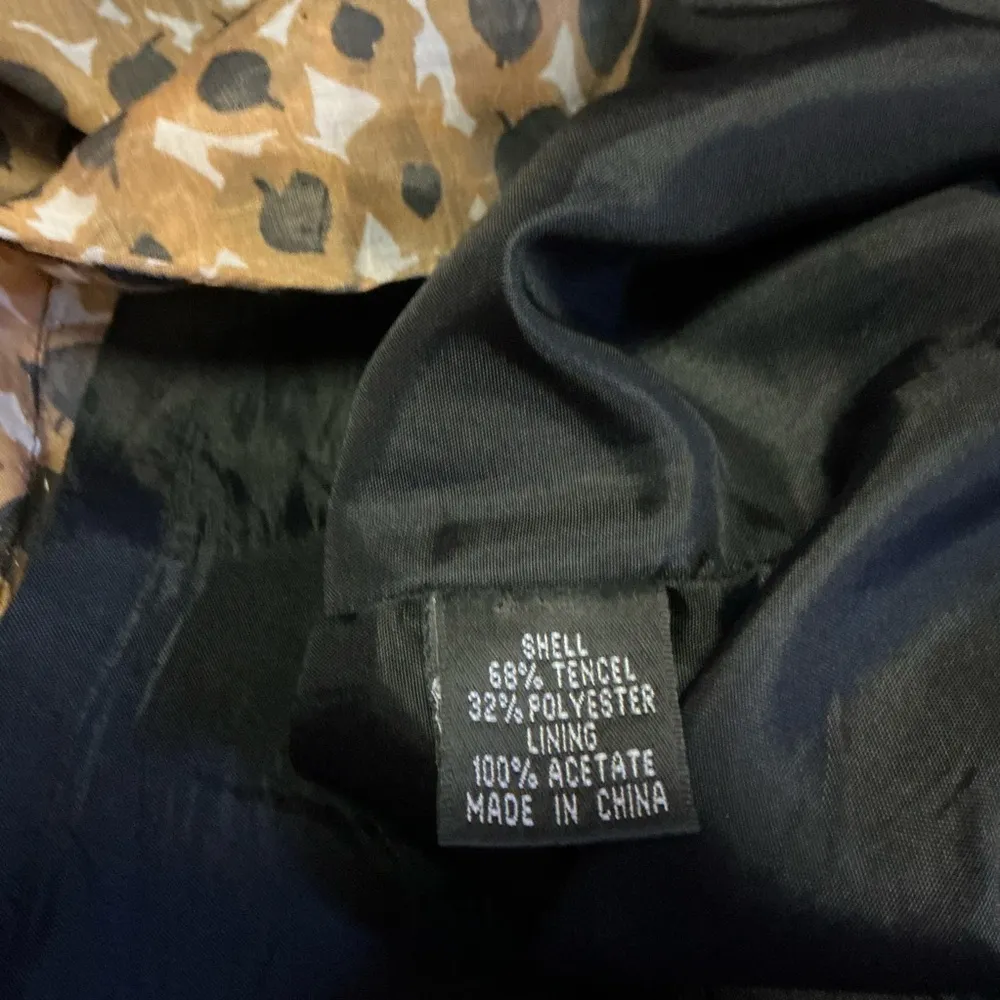 SHELL
68% TENCEL
32% POLYESTER
LINING
100% ACETATE
MADE IN CHINA